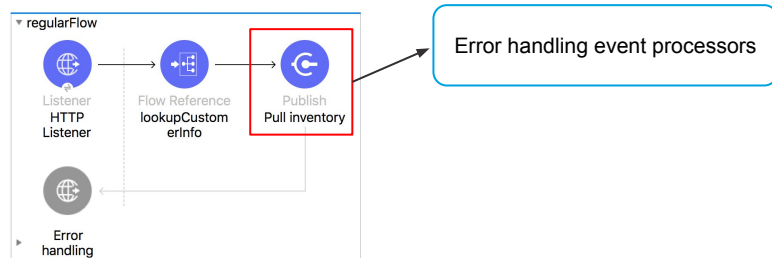 regularFlow
Error handling event processors
Listener
HTTP
Listener
Flow Reference
lookupCustom
erInfo
Publish
Pull inventory
Error
handling